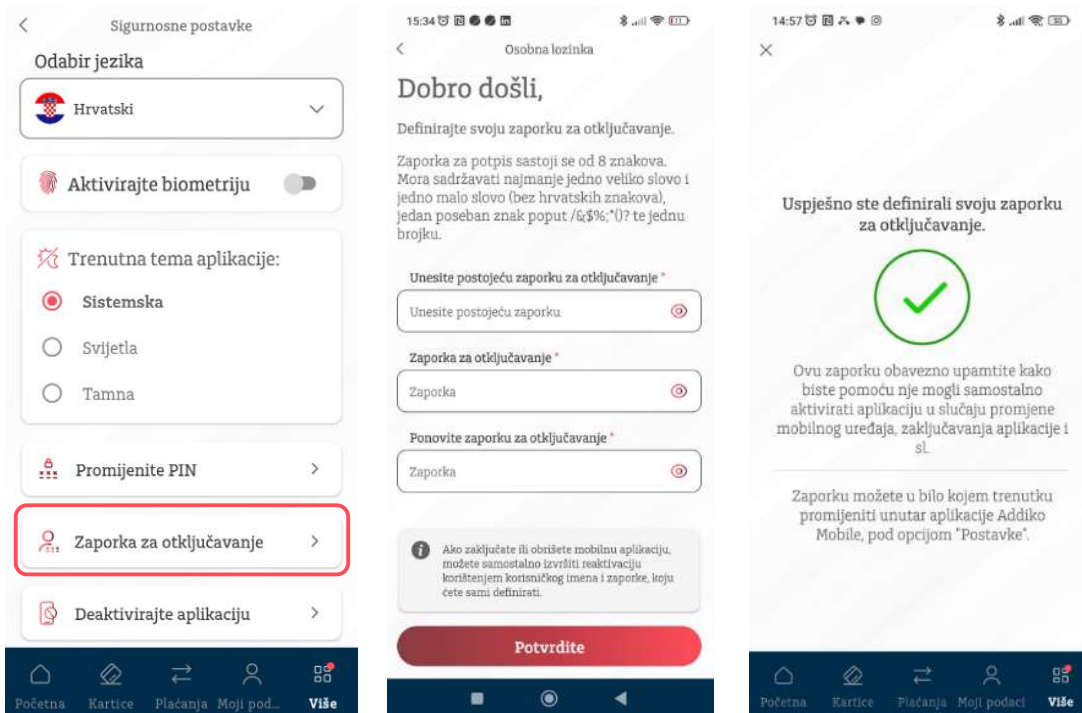 Sigurnosne postavke
Odabir jezika
Hrvatski
Aktivirajte biometriju
Trenutna tema aplikacije:
Sistemska
Svijetla
Tamna
Promijenite PIN
Zaporka za otključavanje
Deaktivirajte aplikaciju
Početna Kartice Plaćanja Moji pod... Više
15:34
Osobna lozinka
Dobro došli,
Definirajte svoju zaporku za otključavanje.
Zaporka za potpis sastoji se od 8 znakova.
Mora sadržavati najmanje jedno veliko slovo i
jedno malo slovo (bez hrvatskih znakova),
jedan poseban znak poput /&$%;*()? te jednu
brojku.
Unesite postojeću zaporku za otključavanje *
Unesite postojeću zaporku
Zaporka za otključavanje *
Zaporka
Ponovite zaporku za otključavanje *
Zaporka
Ako zaključate ili obrišete mobilnu aplikaciju,
možete samostalno izvršiti reaktivaciju
korištenjem korisničkog imena i zaporke, koju
ćete sami definirati.
Potvrdite
14:57
Uspješno ste definirali svoju zaporku
za otključavanje.
Ovu zaporku obavezno upamtite kako
biste pomoću nje mogli samostalno
aktivirati aplikaciju u slučaju promjene
mobilnog uređaja, zaključavanja aplikacije i
sl.
Zaporku možete u bilo kojem trenutku
promijeniti unutar aplikacije Addiko
Mobile, pod opcijom "Postavke".
Početna Kartice Plaćanja Moji podaci Više